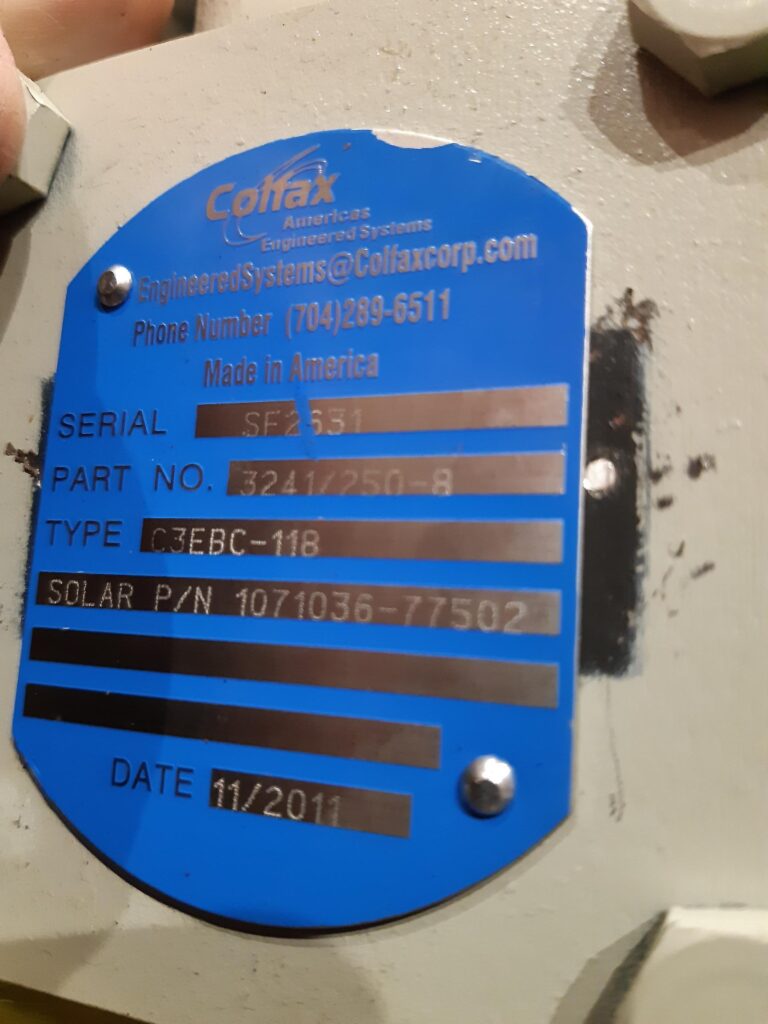 Colfax
Americas
Engineered Systems
EngineeredSystems@Colfaxcorp.com
Phone Number (704)289-6511
Made in America
SERIAL SF2631
PART NO. 3241/250-8
TYPE C3EBC-118
SOLAR P/N 1071036-77502
DATE 11/2011